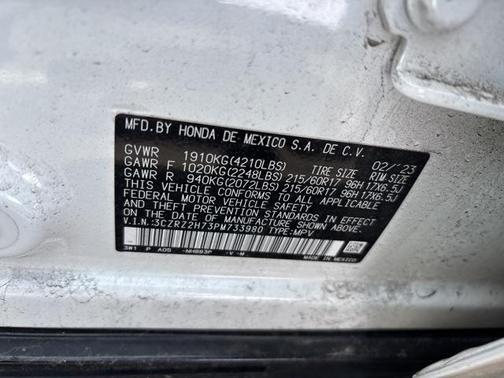 MFD.BY HONDA DE MEXICO S.A. DE C.V.
02/'23
GVWR 1910KG(4210LBS) TIRE SIZE RIM SIZE
GAWR F 1020KG(2248LBS) 215/60R17 96H 17X6.5J
GAWR R 940KG(2072LBS) 215/60R17 96H 17X6.5J
THIS VEHICLE CONFORMS TO ALL APPLICABLE
FEDERAL MOTOR VEHICLE SAFETY
AND THEFT PREVENTION STANDARDS IN EFFECT
ON THE DATE OF MANUFACTURE SHOWN ABOVE.
V.I.N.:3CZRZ2H73PM733980 TYPE:MPV
3W1 P A05 NH883P V-M
MADE IN MEXICO